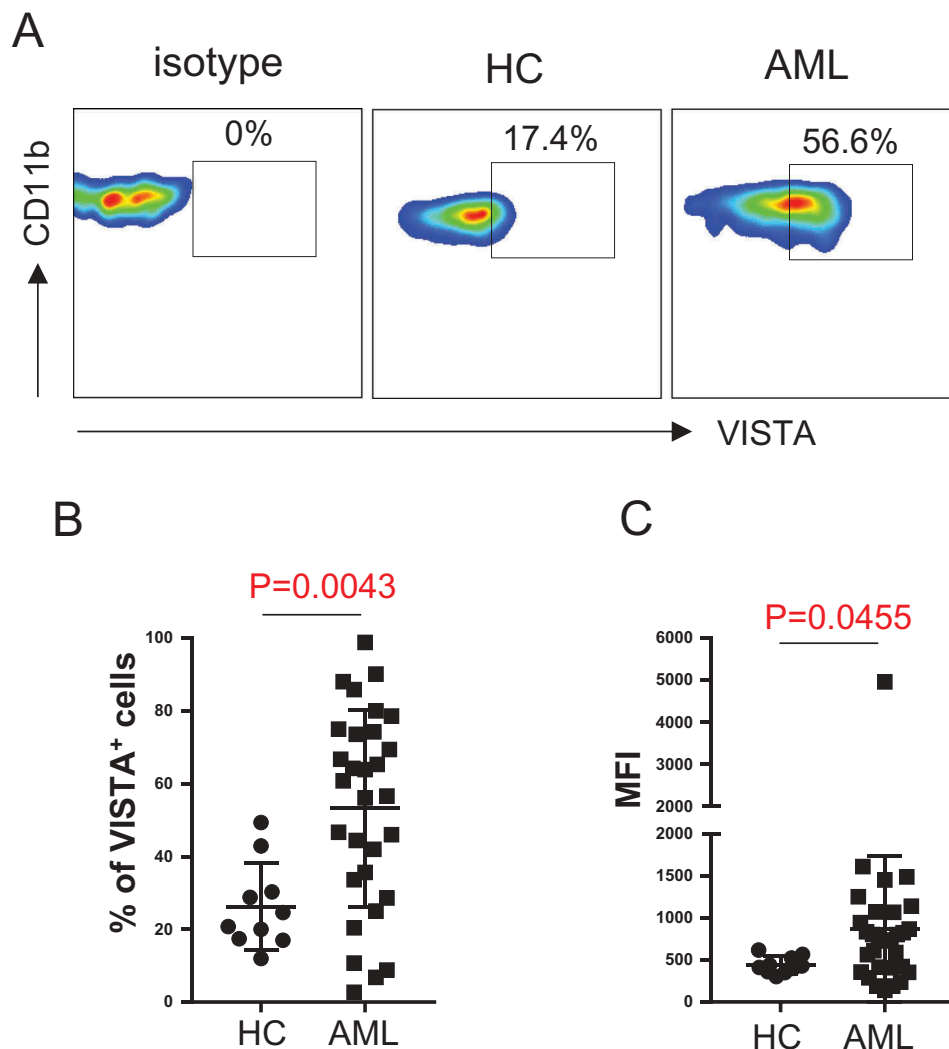 A
isotype HC AML
0% 17.4% 56.6%
CD11b
VISTA
B
P=0.0043
% of VISTA⁺ cells
100
80
60
40
20
0
HC AML
C
P=0.0455
MFI
6000
5000
4000
3000
2000
2000
1500
1000
500
0
HC AML